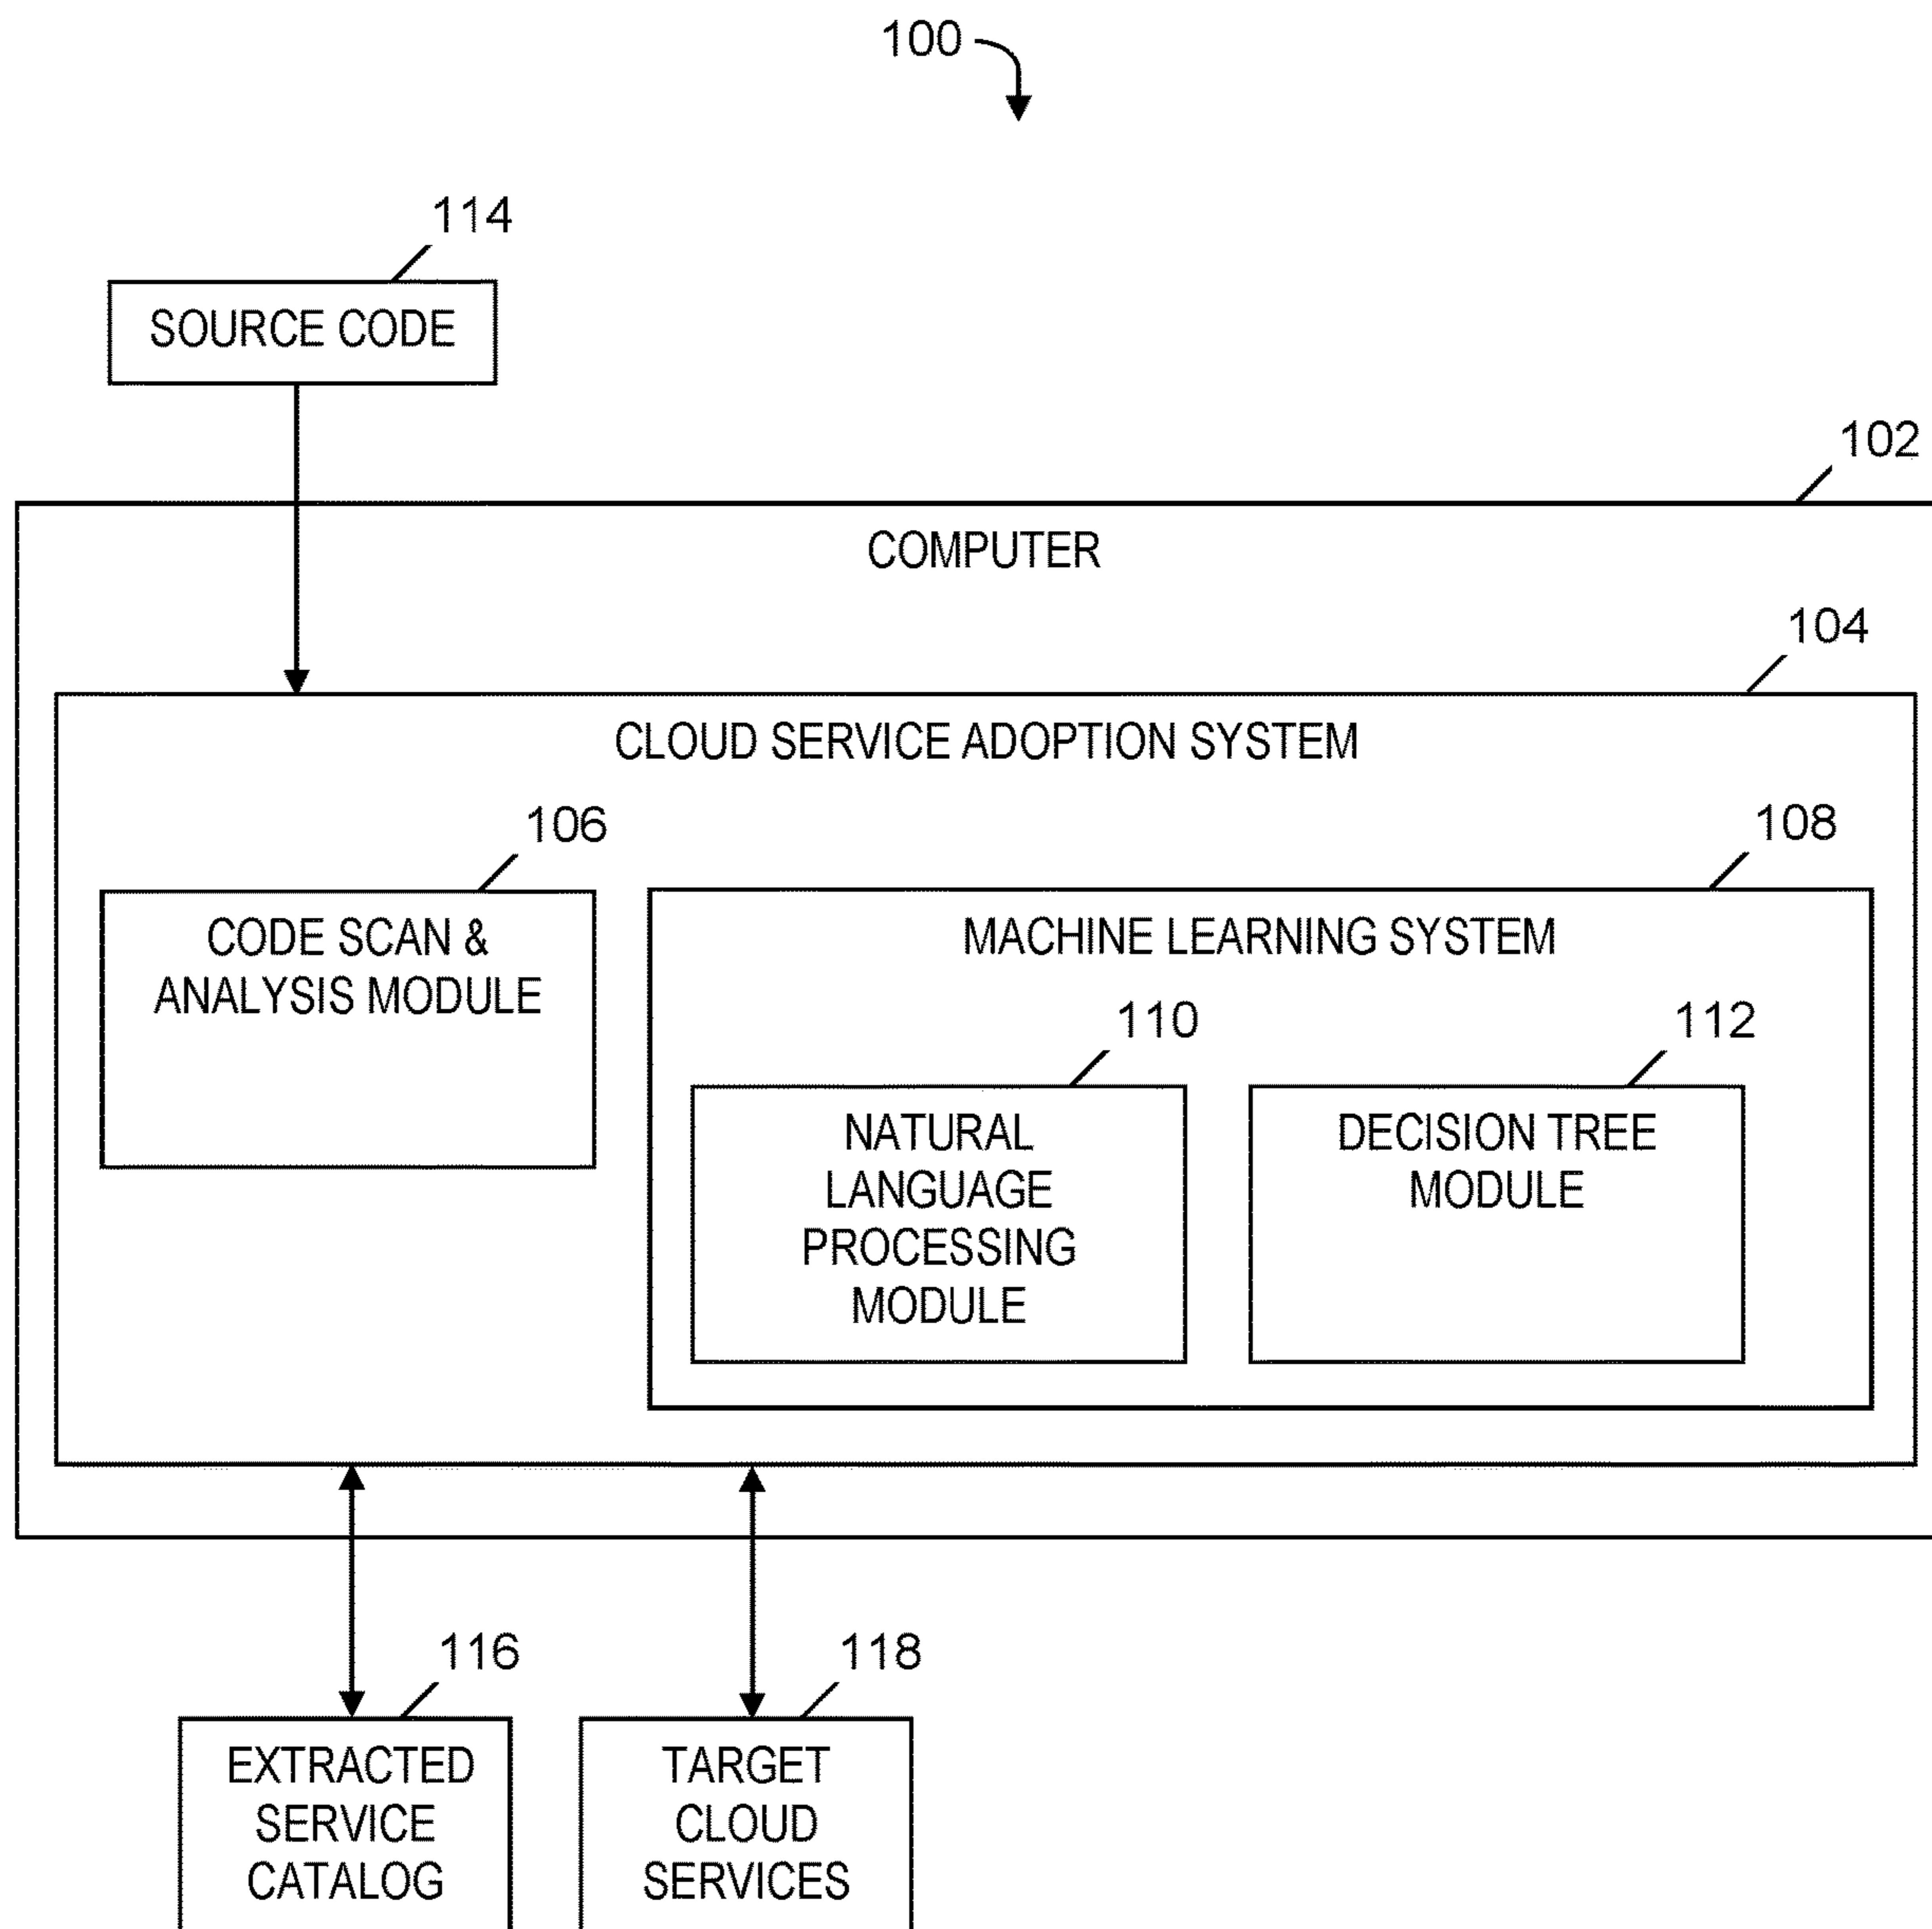 100
114
SOURCE CODE
102
COMPUTER
104
CLOUD SERVICE ADOPTION SYSTEM
106
108
CODE SCAN &
ANALYSIS MODULE
MACHINE LEARNING SYSTEM
110
112
NATURAL
LANGUAGE
PROCESSING
MODULE
DECISION TREE
MODULE
116
118
EXTRACTED
SERVICE
CATALOG
TARGET
CLOUD
SERVICES